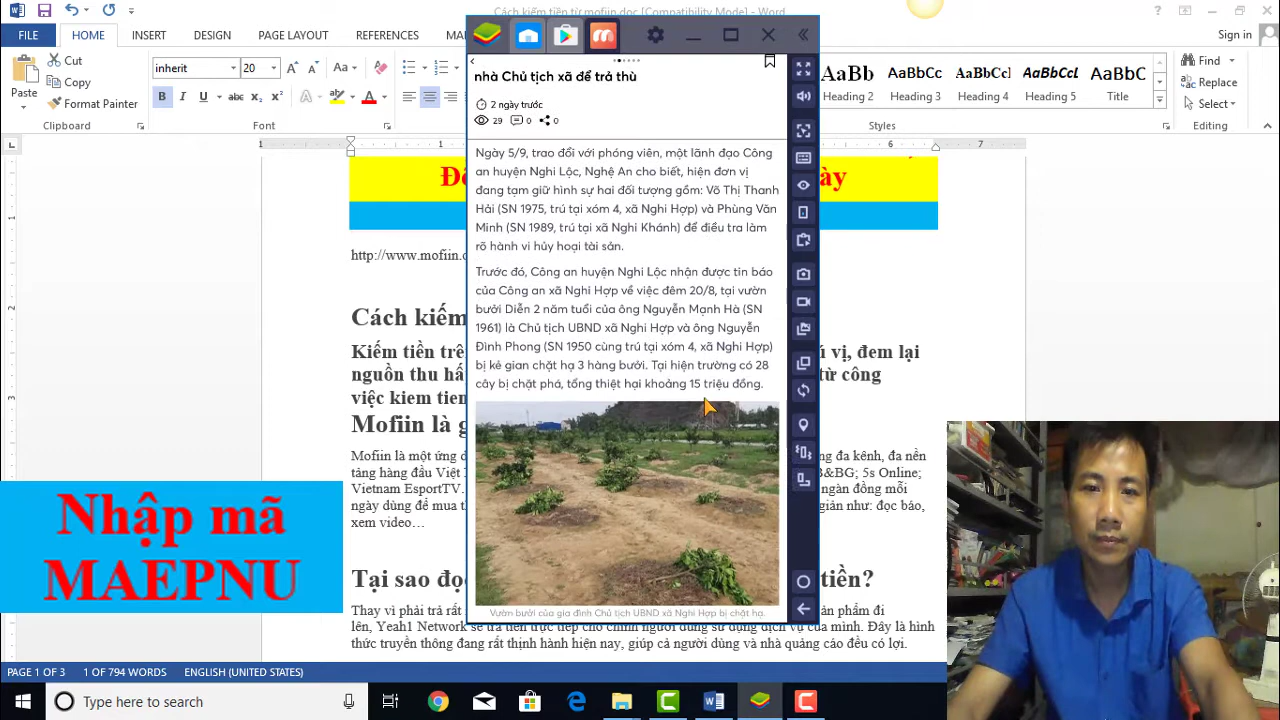 Cách kiếm tiền từ mofiin.doc [Compatibility Mode] - Word
FILE
HOME
INSERT
DESIGN
PAGE LAYOUT
REFERENCES
Sign in
Paste
Cut
Copy
Format Painter
Clipboard
inherit
20
Font
AaBb
AaBbCc
AaBbCc
AaBbCc
AaBbC
Heading 2
Heading 3
Heading 4
Heading 5
Title
Styles
Find
Replace
Select
Editing
nhà Chủ tịch xã để trả thù
2 ngày trước
29 0 0
Ngày 5/9, trao đổi với phóng viên, một lãnh đạo Công
an huyện Nghi Lộc, Nghệ An cho biết, hiện đơn vị
đang tạm giữ hình sự hai đối tượng gồm: Võ Thị Thanh
Hải (SN 1975, trú tại xóm 4, xã Nghi Hợp) và Phùng Văn
Minh (SN 1989, trú tại xã Nghi Khánh) để điều tra làm
rõ hành vi hủy hoại tài sản.
Trước đó, Công an huyện Nghi Lộc nhận được tin báo
của Công an xã Nghi Hợp về việc đêm 20/8, tại vườn
bưởi Diễn 2 năm tuổi của ông Nguyễn Mạnh Hà (SN
1961) là Chủ tịch UBND xã Nghi Hợp và ông Nguyễn
Đình Phong (SN 1950 cùng trú tại xóm 4, xã Nghi Hợp)
bị kẻ gian chặt hạ 3 hàng bưởi. Tại hiện trường có 28
cây bị chặt phá, tổng thiệt hại khoảng 15 triệu đồng.
Vườn bưởi của gia đình Chủ tịch UBND xã Nghi Hợp bị chặt hạ.
http://www.mofiin.
Cách kiếm
Kiếm tiền trê
ú vị, đem lại
nguồn thu hấ
từ công
việc kiem tien
Mofiin là g
Mofiin là một ứng d
ng đa kênh, đa nền
tảng hàng đầu Việt
B&BG; 5s Online;
Vietnam EsportTV.
ngàn đồng mỗi
ngày dùng để mua t
giản như: đọc báo,
xem video…
Tại sao đọ
tiền?
Thay vì phải trả rất
ản phẩm đi
lên, Yeah1 Network sẽ trả tiền trực tiếp cho chính người dùng sử dụng dịch vụ của mình. Đây là hình
thức truyền thông đang rất thịnh hành hiện nay, giúp cả người dùng và nhà quảng cáo đều có lợi.
Nhập mã
MAEPNU
PAGE 1 OF 3
1 OF 794 WORDS
ENGLISH (UNITED STATES)
Type here to search